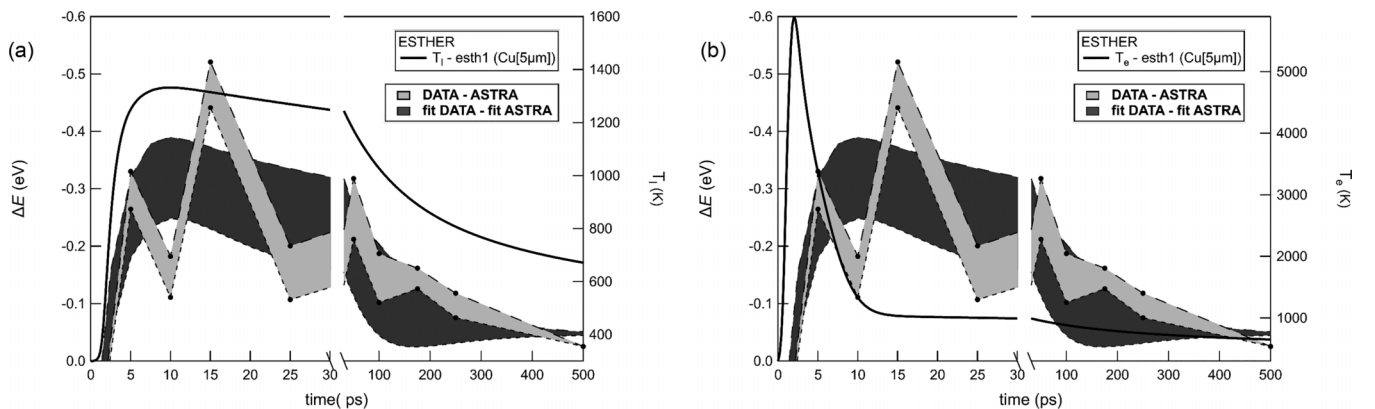 (a)
-0.6
-0.5
-0.4
-0.3
-0.2
-0.1
0.0
ΔE (eV)
0 5 10 15 20 25 30 100 200 300 400 500
time( ps)
1600
1400
1200
1000
800
600
400
T_l (K)
ESTHER
T_l - esth1 (Cu[5µm])
DATA - ASTRA
fit DATA - fit ASTRA
(b)
-0.6
-0.5
-0.4
-0.3
-0.2
-0.1
-0.0
ΔE (eV)
0 5 10 15 20 25 30 100 200 300 400 500
time (ps)
5000
4000
3000
2000
1000
T_e (K)
ESTHER
T_e - esth1 (Cu[5µm])
DATA - ASTRA
fit DATA - fit ASTRA